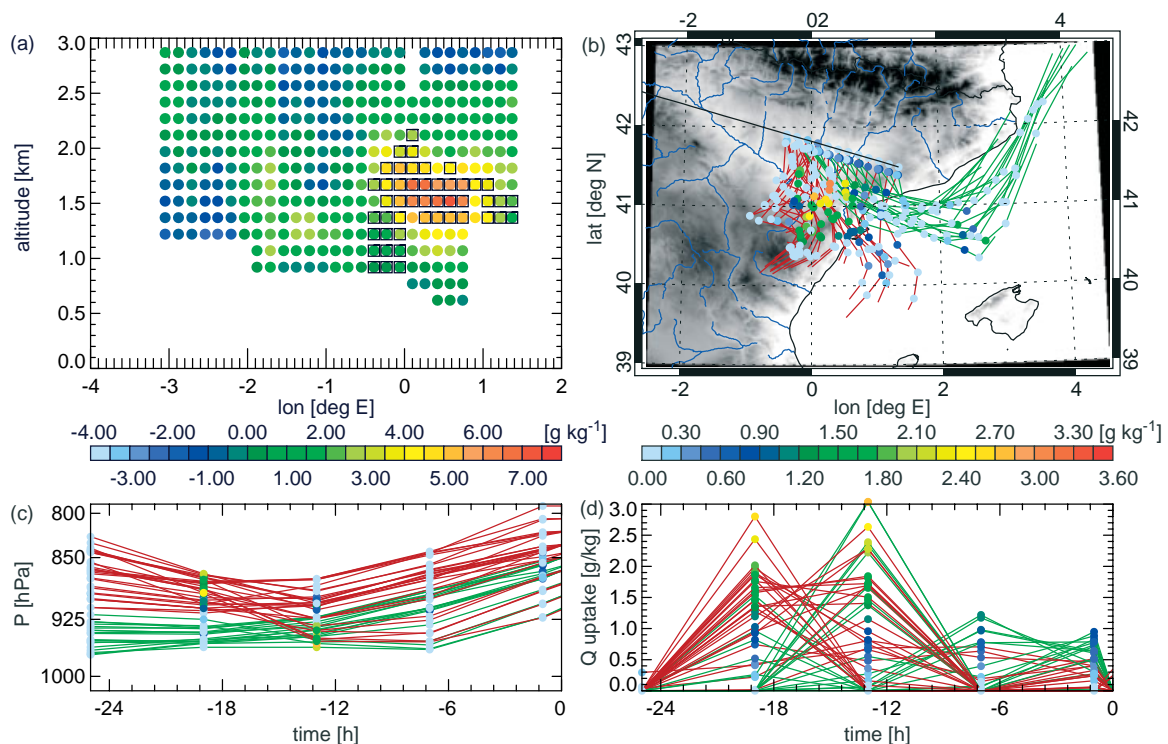 (a)
3.0
2.5
2.0
1.5
1.0
0.5
0.0
altitude [km]
-4 -3 -2 -1 0 1 2
lon [deg E]
-2 02 4
(b)
43
42
41
40
39
lat [deg N]
42
41
40
39
-2 0 2 4
lon [deg E]
-4.00 -2.00 0.00 2.00 4.00 6.00 [g kg-1]
-3.00 -1.00 1.00 3.00 5.00 7.00
0.30 0.90 1.50 2.10 2.70 3.30 [g kg-1]
0.00 0.60 1.20 1.80 2.40 3.00 3.60
(c)
800
850
925
1000
P [hPa]
-24 -18 -12 -6 0
time [h]
(d)
3.0
2.5
2.0
1.5
1.0
0.5
0.0
Q uptake [g/kg]
-24 -18 -12 -6 0
time [h]